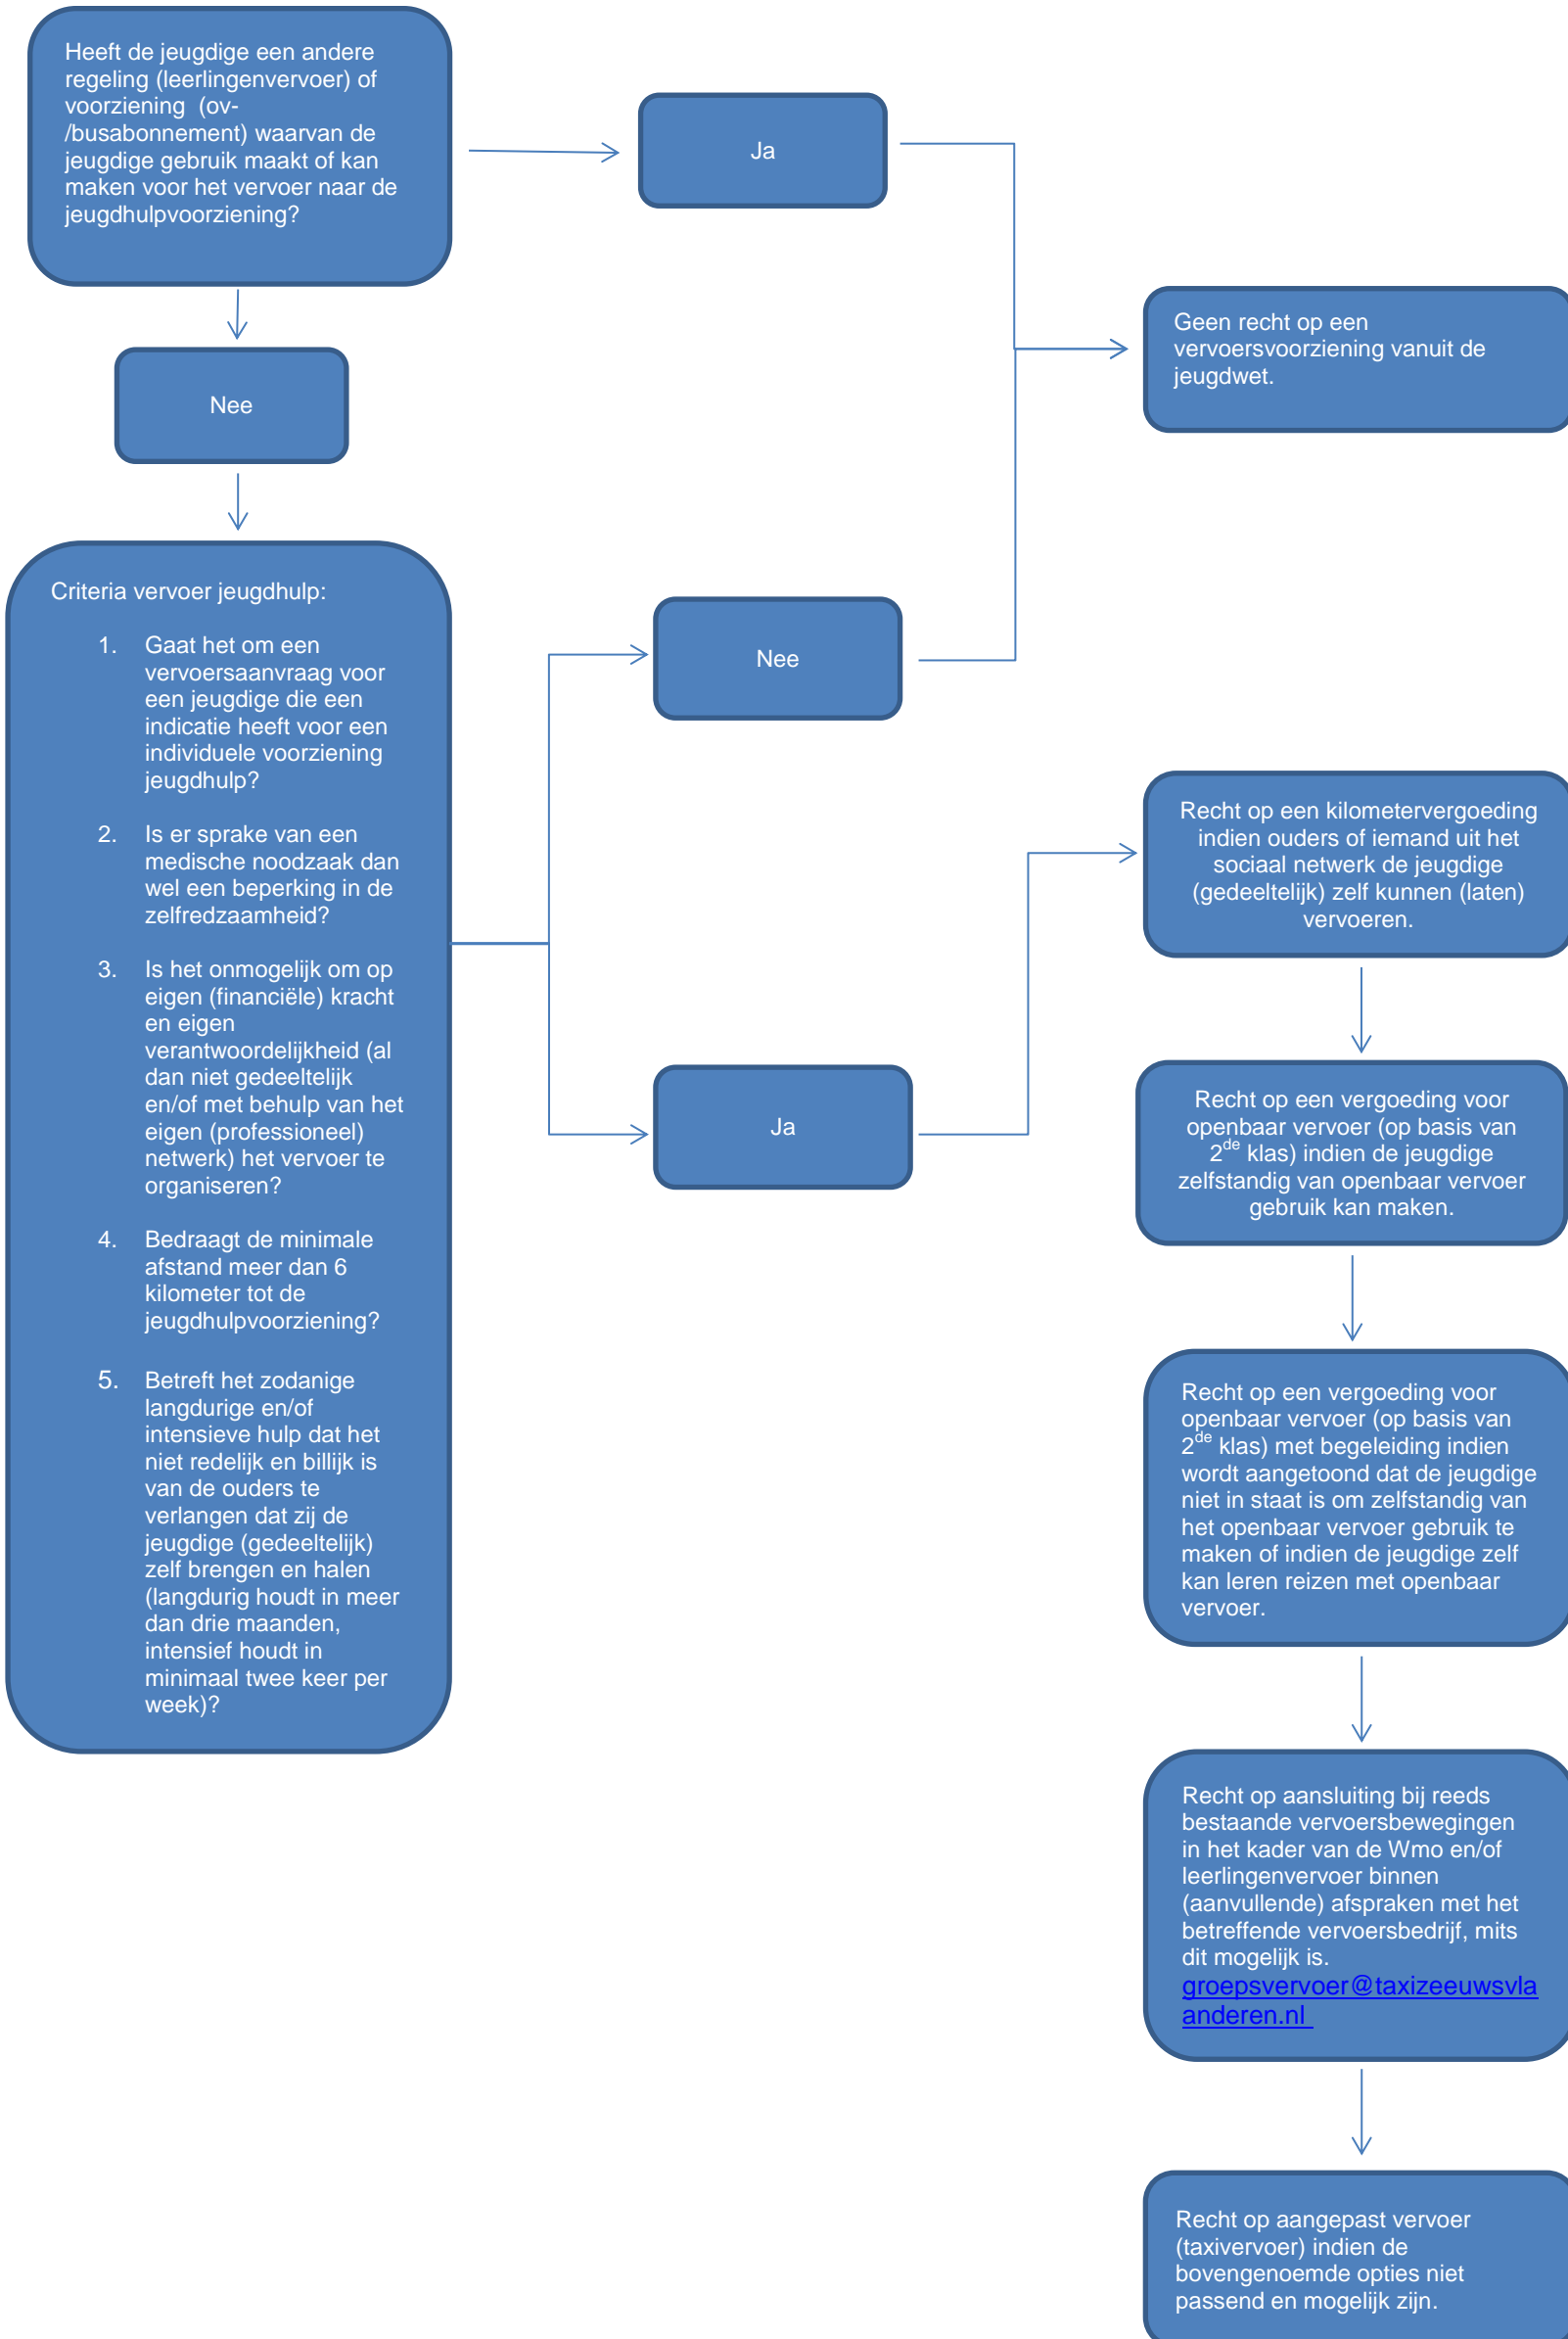 Heeft de jeugdige een andere
regeling (leerlingenvervoer) of
voorziening (ov-
/busabonnement) waarvan de
jeugdige gebruik maakt of kan
maken voor het vervoer naar de
jeugdhulpvoorziening?
Ja
Geen recht op een
vervoersvoorziening vanuit de
jeugdwet.
Nee
Criteria vervoer jeugdhulp:
1. Gaat het om een
vervoersaanvraag voor
een jeugdige die een
indicatie heeft voor een
individuele voorziening
jeugdhulp?
2. Is er sprake van een
medische noodzaak dan
wel een beperking in de
zelfredzaamheid?
3. Is het onmogelijk om op
eigen (financiële) kracht
en eigen
verantwoordelijkheid (al
dan niet gedeeltelijk
en/of met behulp van het
eigen (professioneel)
netwerk) het vervoer te
organiseren?
4. Bedraagt de minimale
afstand meer dan 6
kilometer tot de
jeugdhulpvoorziening?
5. Betreft het zodanige
langdurige en/of
intensieve hulp dat het
niet redelijk en billijk is
van de ouders te
verlangen dat zij de
jeugdige (gedeeltelijk)
zelf brengen en halen
(langdurig houdt in meer
dan drie maanden,
intensief houdt in
minimaal twee keer per
week)?
Nee
Ja
Recht op een kilometervergoeding
indien ouders of iemand uit het
sociaal netwerk de jeugdige
(gedeeltelijk) zelf kunnen (laten)
vervoeren.
Recht op een vergoeding voor
openbaar vervoer (op basis van
2de klas) indien de jeugdige
zelfstandig van openbaar vervoer
gebruik kan maken.
Recht op een vergoeding voor
openbaar vervoer (op basis van
2de klas) met begeleiding indien
wordt aangetoond dat de jeugdige
niet in staat is om zelfstandig van
het openbaar vervoer gebruik te
maken of indien de jeugdige zelf
kan leren reizen met openbaar
vervoer.
Recht op aansluiting bij reeds
bestaande vervoersbewegingen
in het kader van de Wmo en/of
leerlingenvervoer binnen
(aanvullende) afspraken met het
betreffende vervoersbedrijf, mits
dit mogelijk is.
groepsvervoer@taxizeeuwsvla
anderen.nl
Recht op aangepast vervoer
(taxivervoer) indien de
bovengenoemde opties niet
passend en mogelijk zijn.